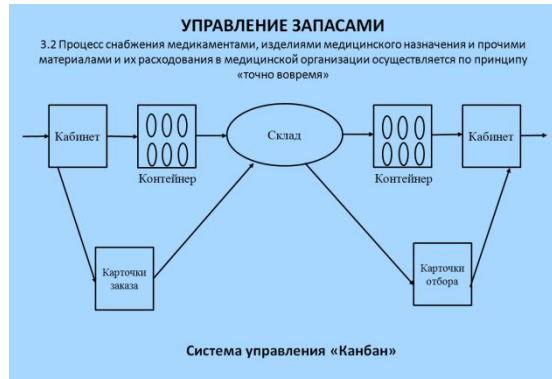 УПРАВЛЕНИЕ ЗАПАСАМИ
3.2 Процесс снабжения медикаментами, изделиями медицинского назначения и прочими
материалами и их расходования в медицинской организации осуществляется по принципу
«точно вовремя»
Кабинет
Контейнер
Склад
Контейнер
Кабинет
Карточки
заказа
Карточки
отбора
Система управления «Канбан»